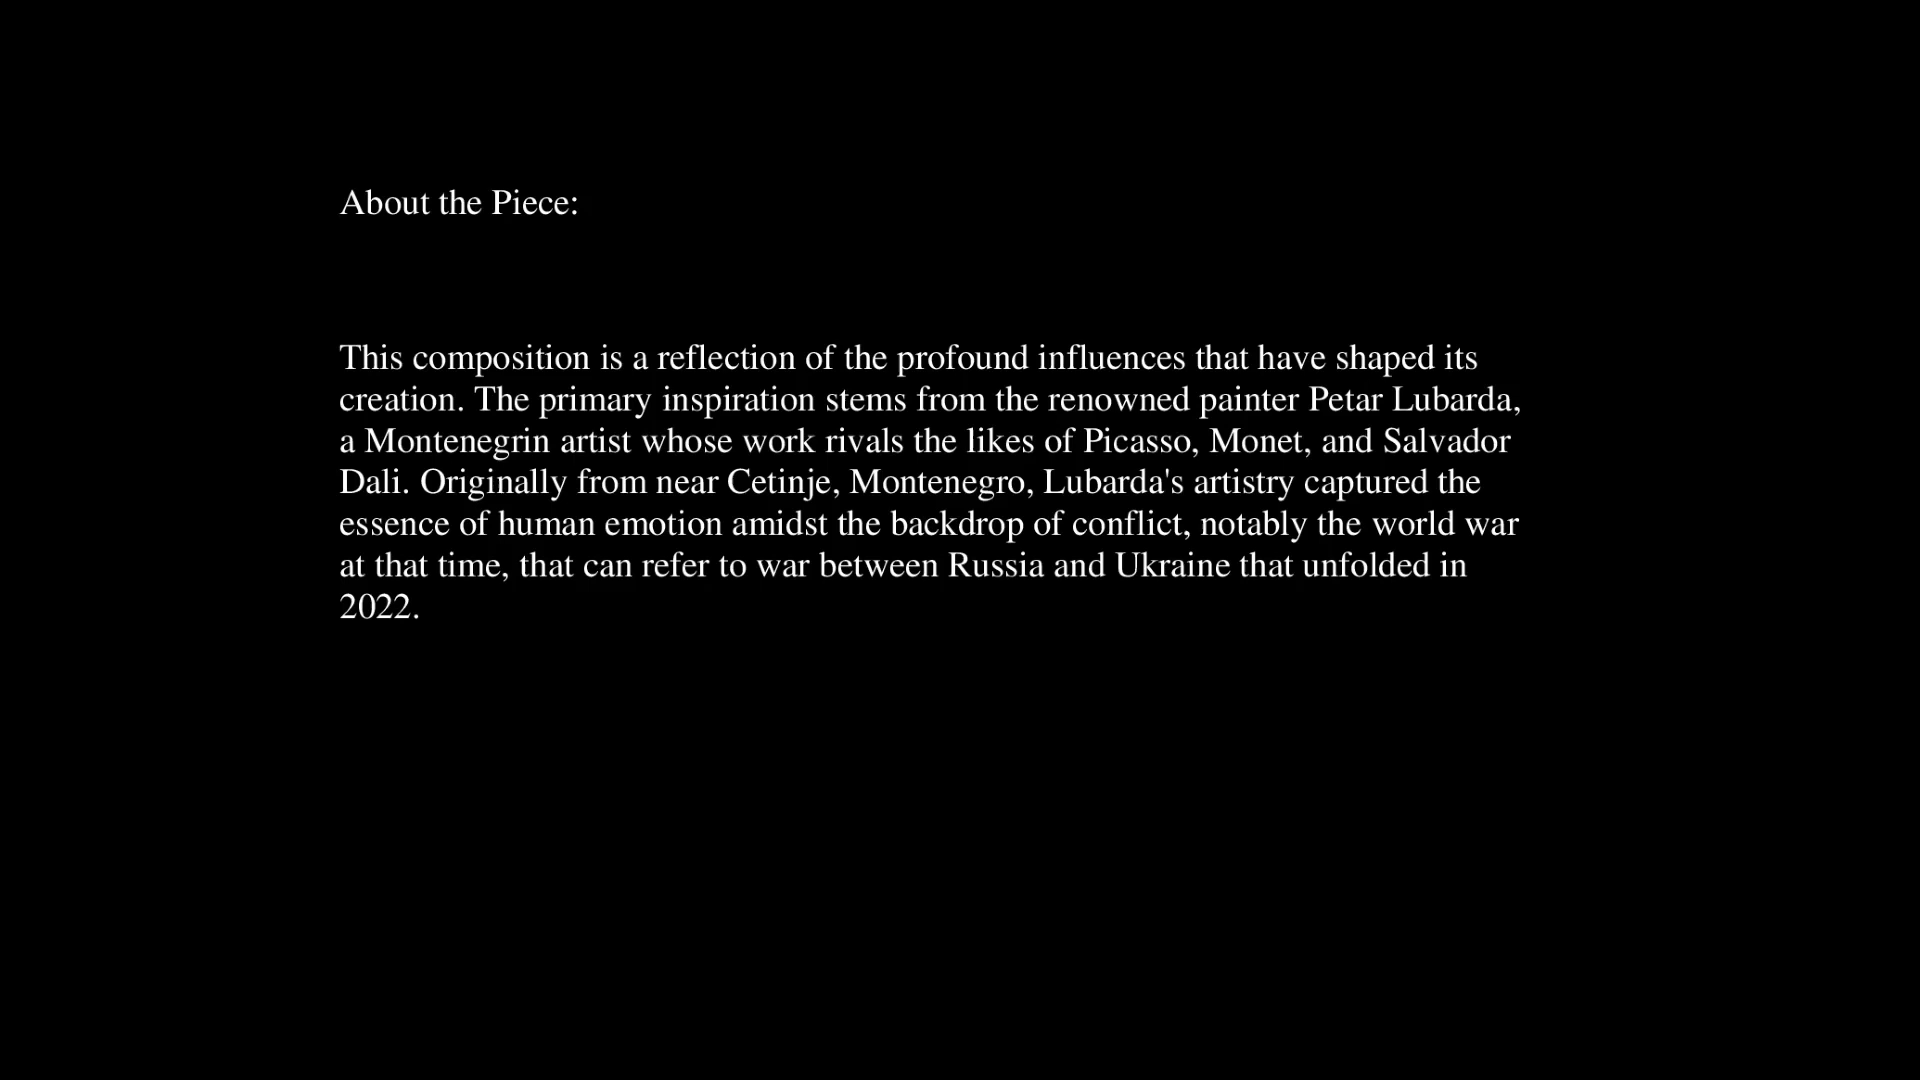 About the Piece:
This composition is a reflection of the profound influences that have shaped its
creation. The primary inspiration stems from the renowned painter Petar Lubarda,
a Montenegrin artist whose work rivals the likes of Picasso, Monet, and Salvador
Dali. Originally from near Cetinje, Montenegro, Lubarda's artistry captured the
essence of human emotion amidst the backdrop of conflict, notably the world war
at that time, that can refer to war between Russia and Ukraine that unfolded in
2022.